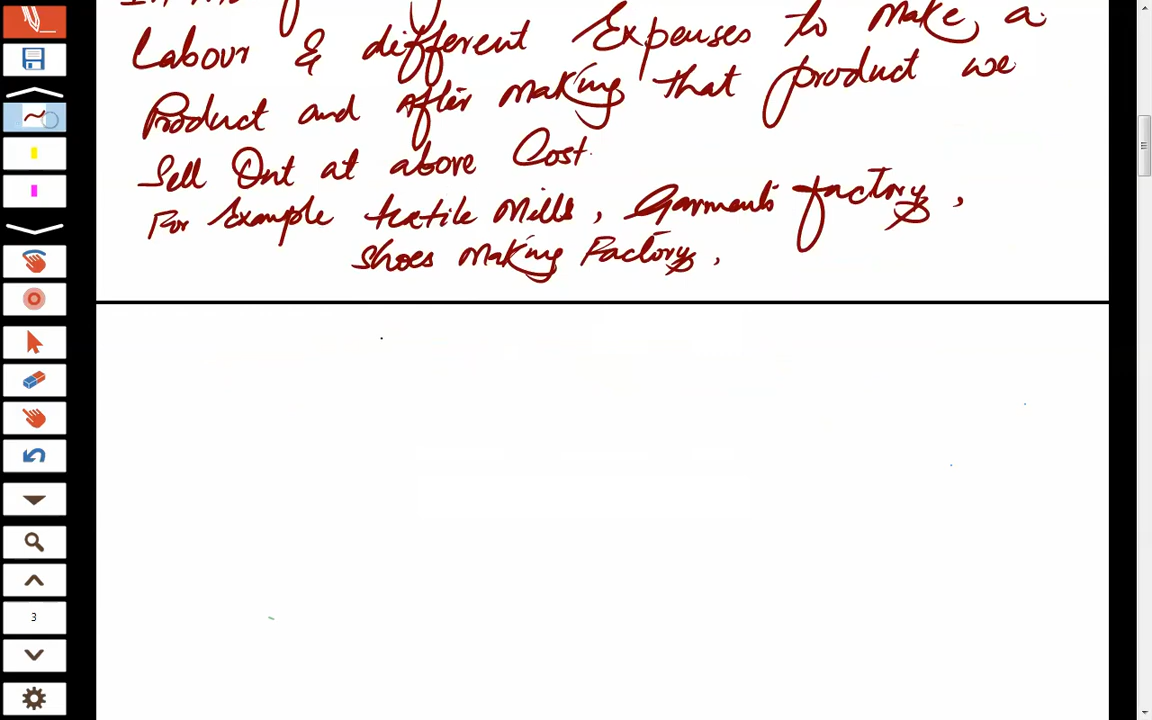 Labour & different Expenses to make a
Product and After making that product we
Sell Out at above Cost.
For Example textile Mills, Garments factory,
Shoes Making Factory,
3